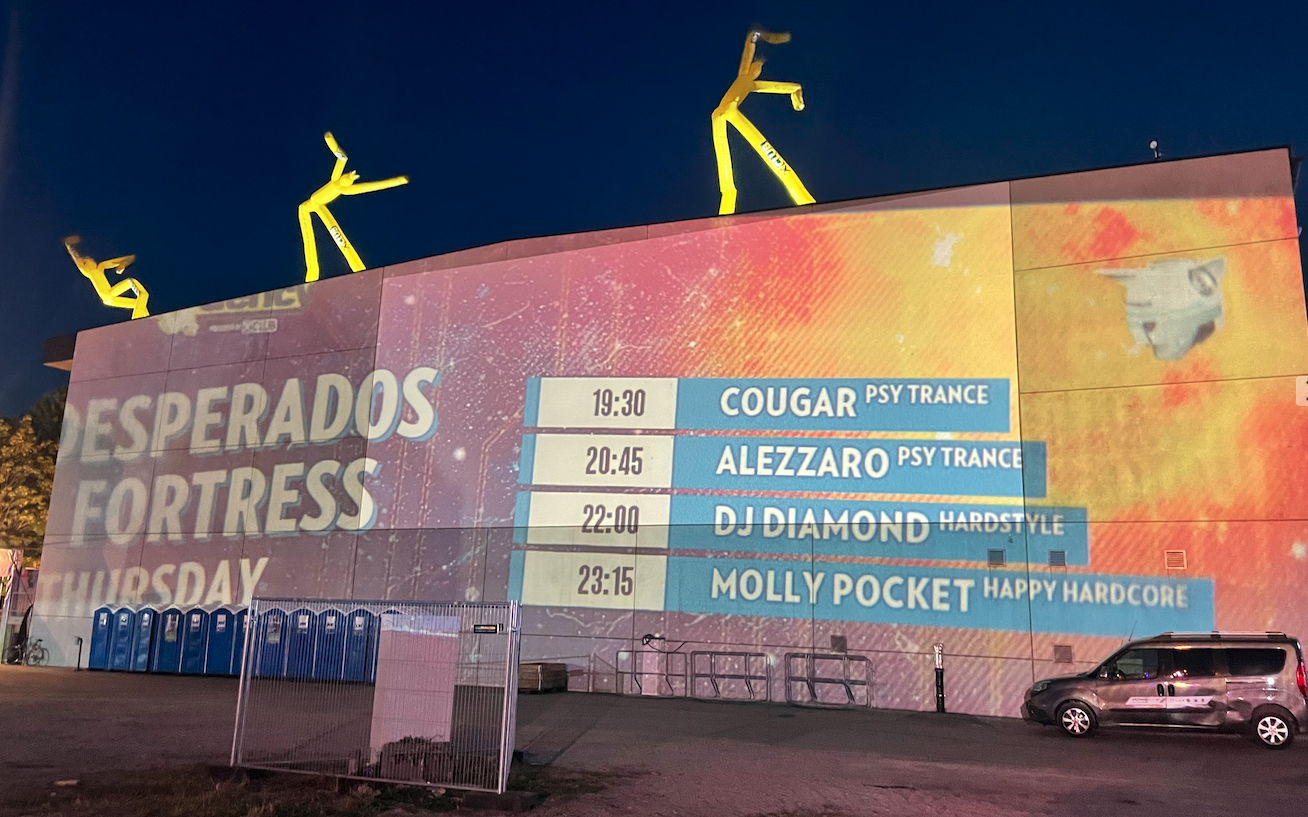 DESPERADOS
FORTRESS
THURSDAY
19:30 COUGAR PSY TRANCE
20:45 ALEZZARO PSY TRANCE
22:00 DJ DIAMOND HARDSTYLE
23:15 MOLLY POCKET HAPPY HARDCORE